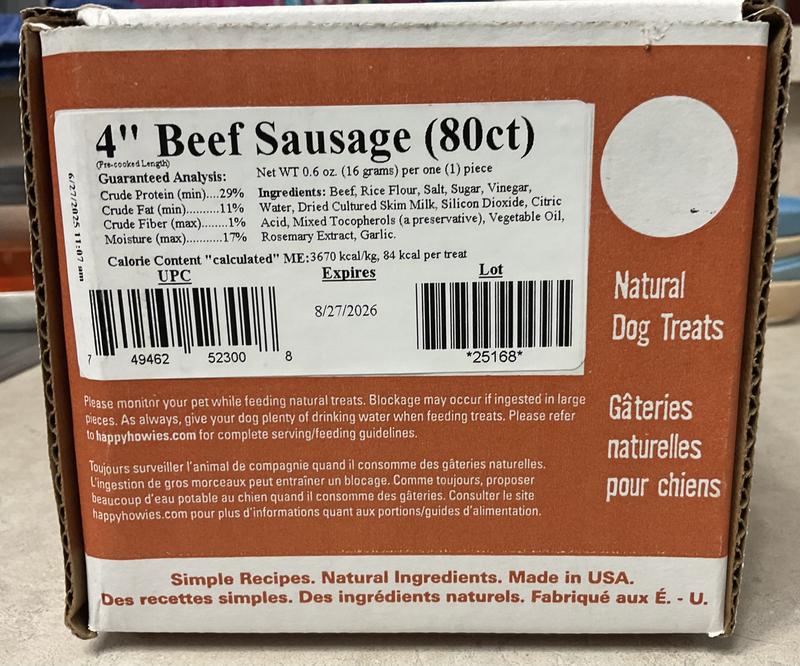 4" Beef Sausage (80ct)
(Pre-cooked Length)
Guaranteed Analysis:
Crude Protein (min)....29%
Crude Fat (min)..........11%
Crude Fiber (max)........1%
Moisture (max)...........17%
Net WT 0.6 oz. (16 grams) per one (1) piece
Ingredients: Beef, Rice Flour, Salt, Sugar, Vinegar,
Water, Dried Cultured Skim Milk, Silicon Dioxide, Citric
Acid, Mixed Tocopherols (a preservative), Vegetable Oil,
Rosemary Extract, Garlic.
Calorie Content "calculated" ME:3670 kcal/kg, 84 kcal per treat
6/27/2025 11:07 am
UPC
7 49462 52300 8
Expires
8/27/2026
Lot
*25168*
Natural
Dog Treats
Gâteries
naturelles
pour chiens
Please monitor your pet while feeding natural treats. Blockage may occur if ingested in large
pieces. As always, give your dog plenty of drinking water when feeding treats. Please refer
to happyhowies.com for complete serving/feeding guidelines.
Toujours surveiller l'animal de compagnie quand il consomme des gâteries naturelles.
L'ingestion de gros morceaux peut entraîner un blocage. Comme toujours, proposer
beaucoup d'eau potable au chien quand il consomme des gâteries. Consulter le site
happyhowies.com pour plus d'informations quant aux portions/guides d'alimentation.
Simple Recipes. Natural Ingredients. Made in USA.
Des recettes simples. Des ingrédients naturels. Fabriqué aux É. - U.